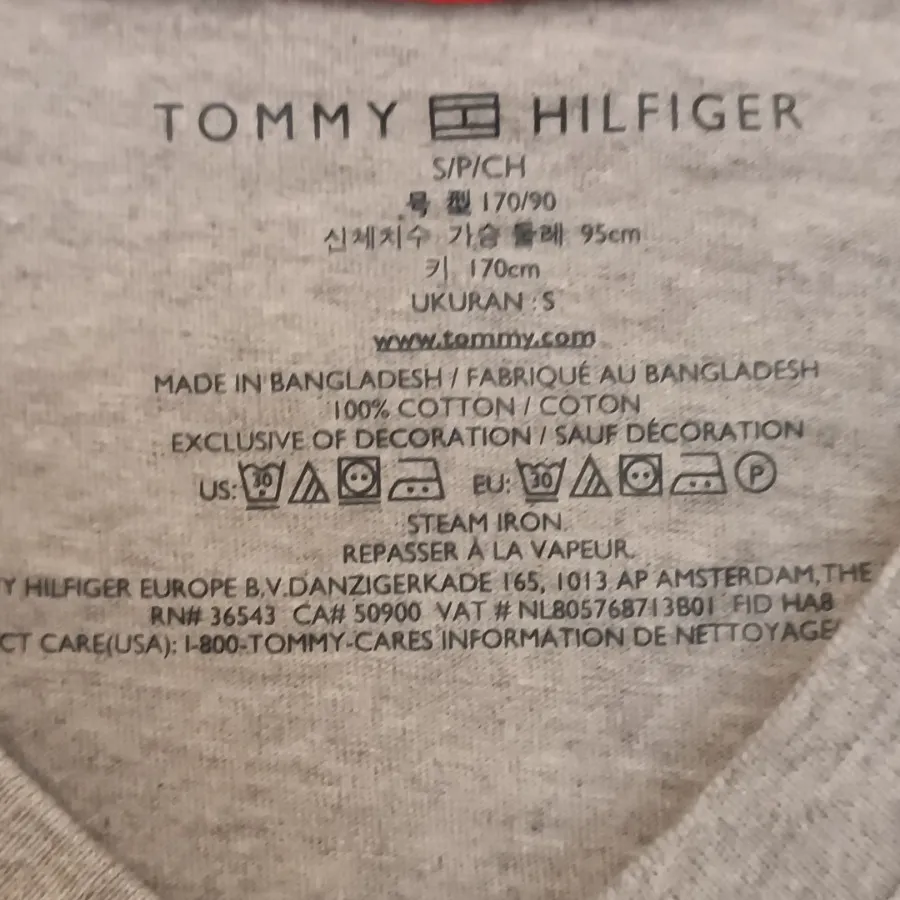 TOMMY HILFIGER
S/P/CH
号 型 170/90
신체치수 가슴 둘레 95cm
키 170cm
UKURAN : S
www.tommy.com
MADE IN BANGLADESH / FABRIQUÉ AU BANGLADESH
100% COTTON / COTON
EXCLUSIVE OF DECORATION / SAUF DÉCORATION
US: 30 EU: 30 P
STEAM IRON
REPASSER À LA VAPEUR
Y HILFIGER EUROPE B.V.DANZIGERKADE 165, 1013 AP AMSTERDAM,THE
RN# 36543 CA# 50900 VAT # NL805768713B01 FID HA8
CT CARE(USA): 1-800-TOMMY-CARES INFORMATION DE NETTOYAGE